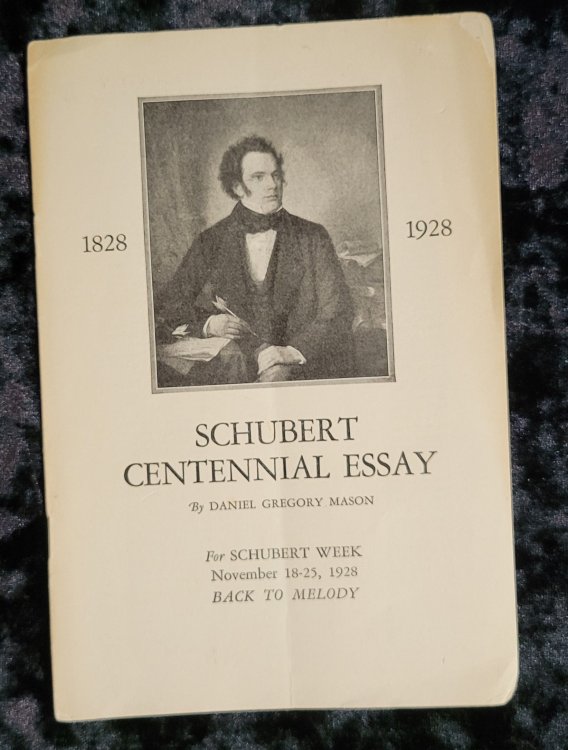 1828
1928
SCHUBERT
CENTENNIAL ESSAY
By DANIEL GREGORY MASON
For SCHUBERT WEEK
November 18-25, 1928
BACK TO MELODY